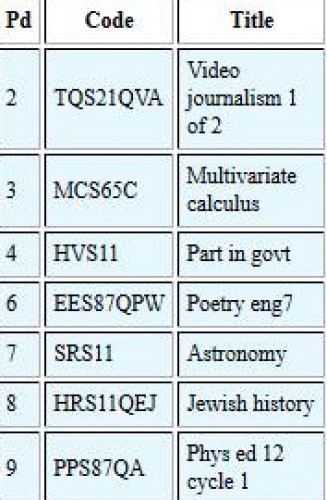 Pd Code Title
2 TQS21QVA Video
journalism 1
of 2
3 MCS65C Multivariate
calculus
4 HVS11 Part in govt
6 EES87QPW Poetry eng7
7 SRS11 Astronomy
8 HRS11QEJ Jewish history
9 PPS87QA Phys ed 12
cycle 1